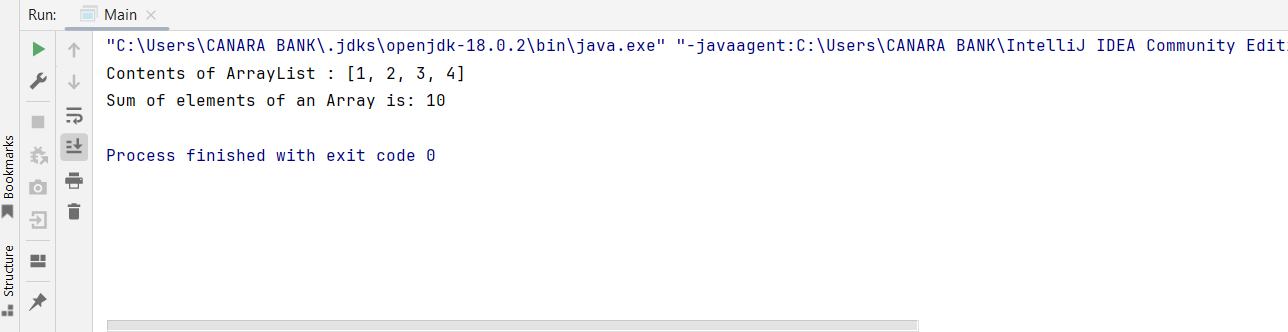 Run: Main
"C:\Users\CANARA BANK\.jdks\openjdk-18.0.2\bin\java.exe" "-javaagent:C:\Users\CANARA BANK\IntelliJ IDEA Community Edit
Contents of ArrayList : [1, 2, 3, 4]
Sum of elements of an Array is: 10
Process finished with exit code 0
Bookmarks
Structure